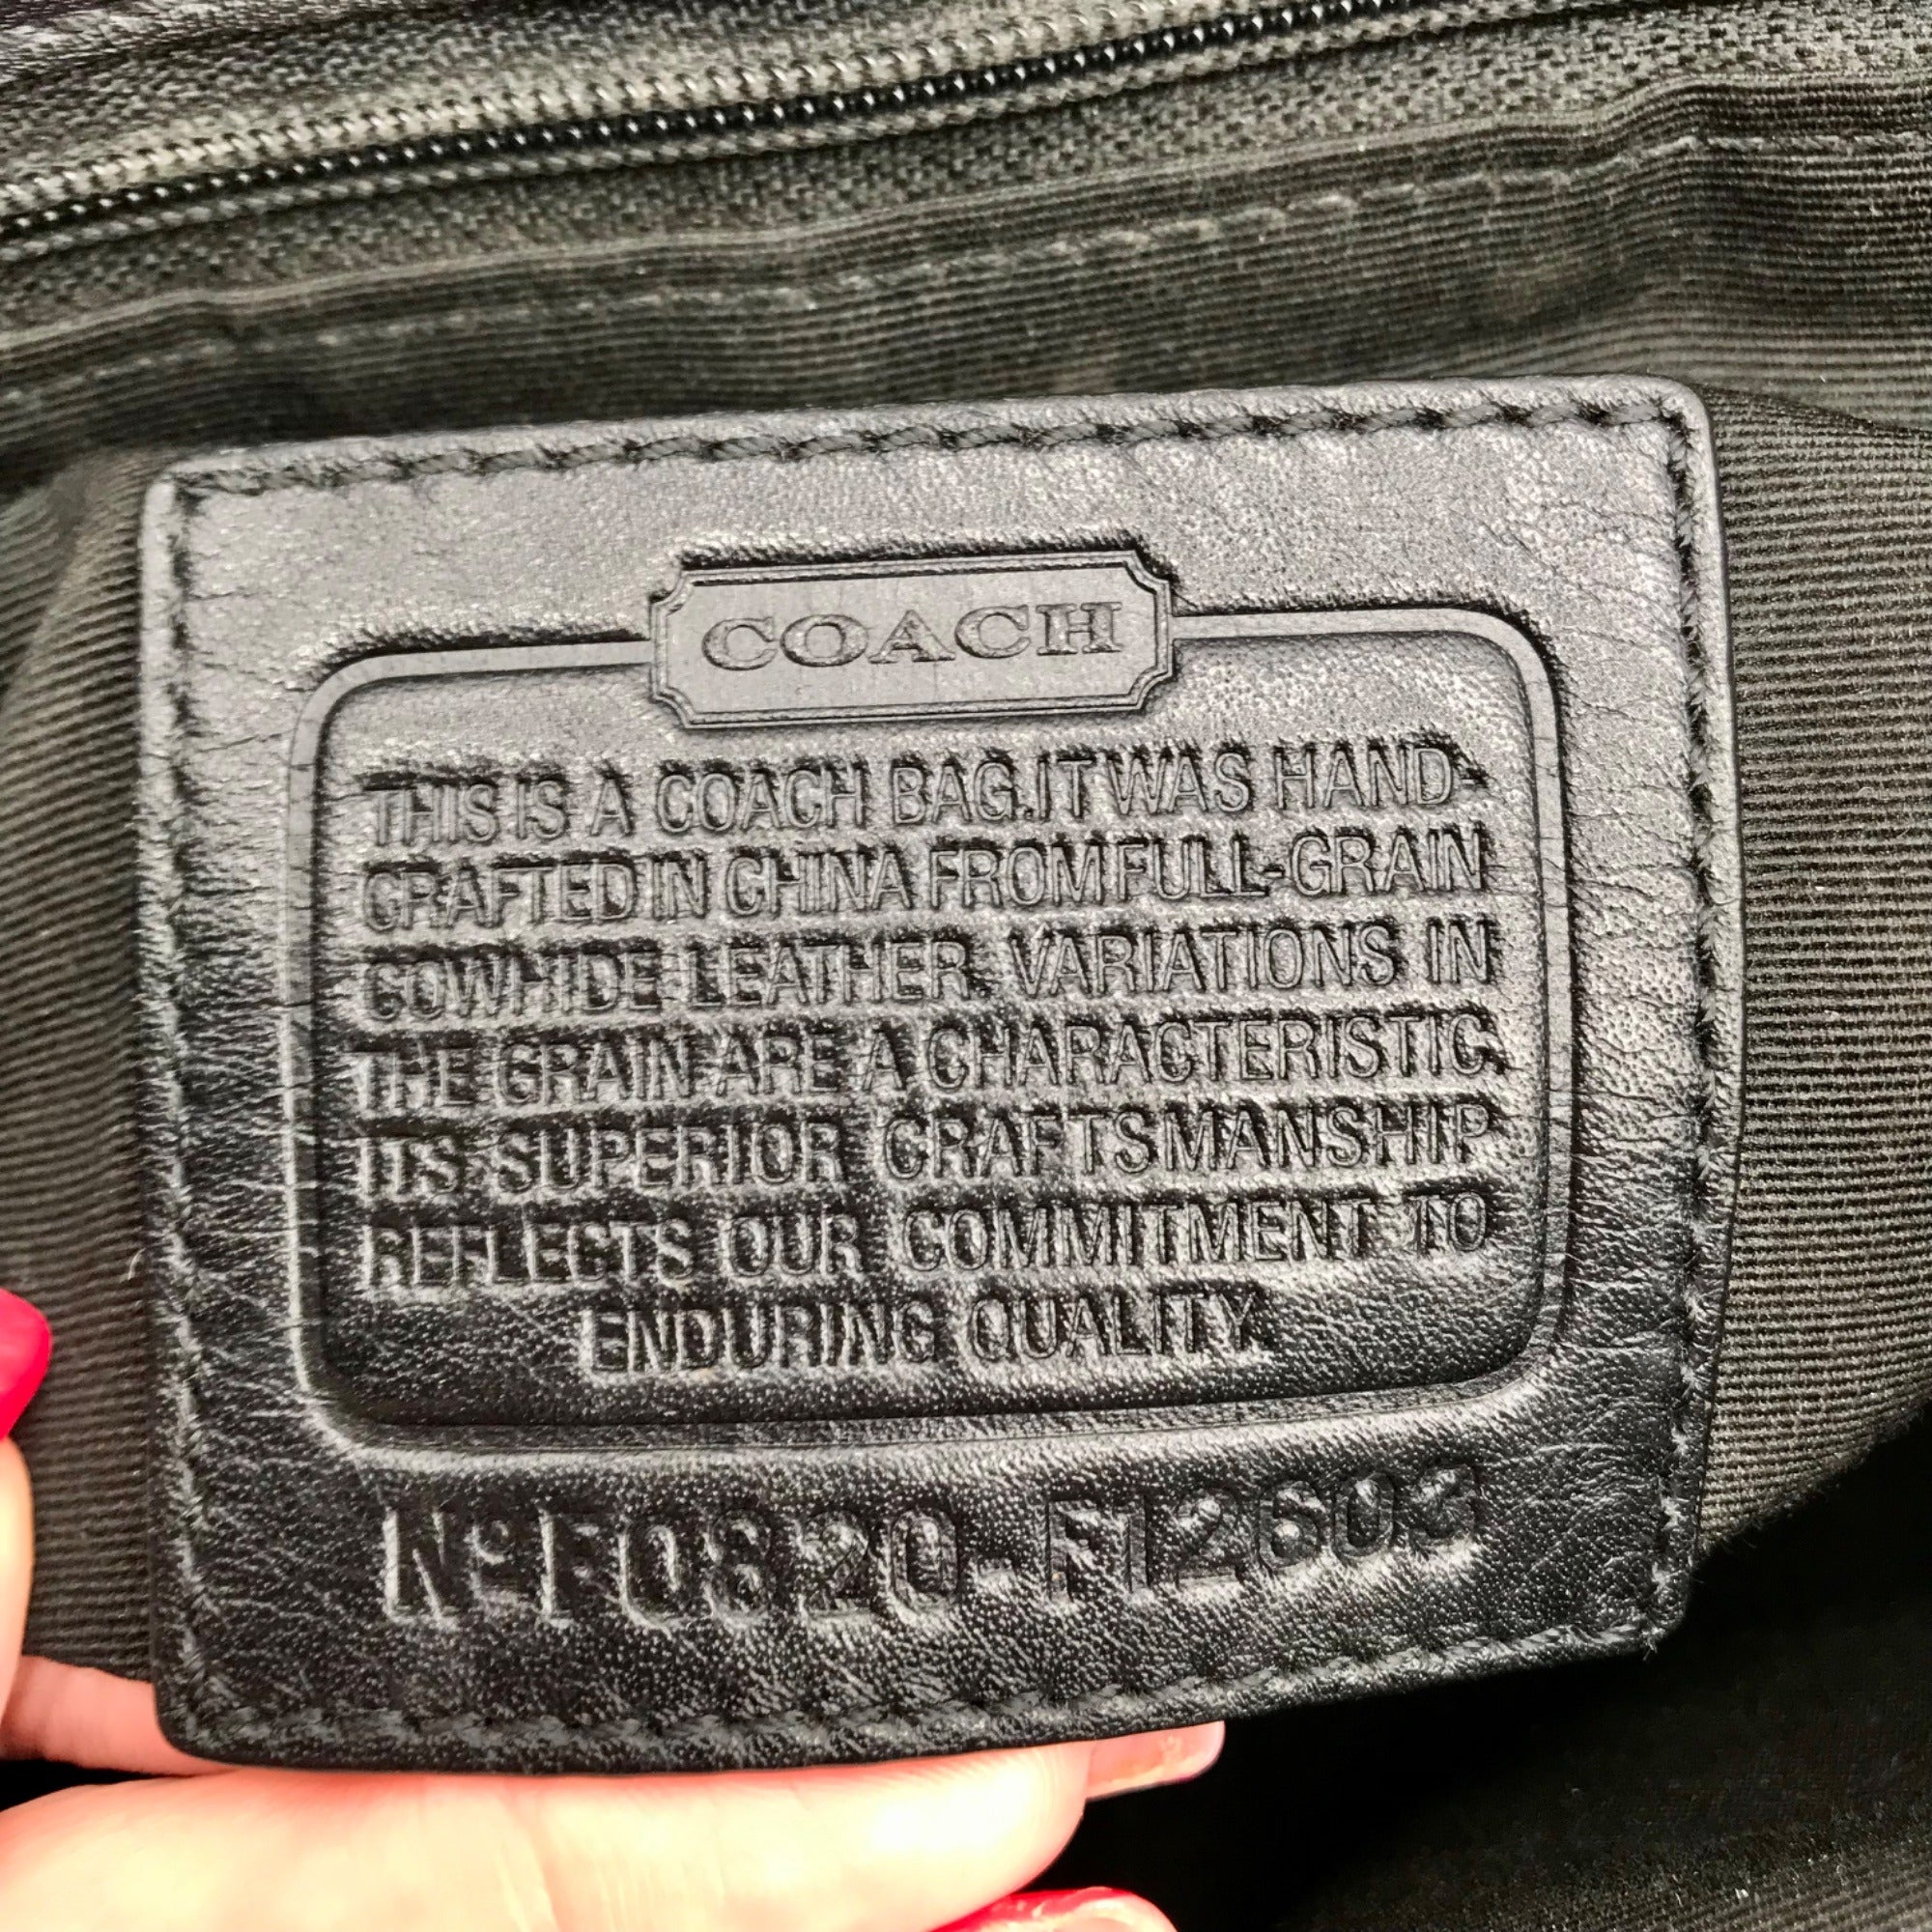 COACH
THIS IS A COACH BAG. IT WAS HAND-
CRAFTED IN CHINA FROM FULL-GRAIN
COWHIDE LEATHER. VARIATIONS IN
THE GRAIN ARE A CHARACTERISTIC.
ITS SUPERIOR CRAFTSMANSHIP
REFLECTS OUR COMMITMENT TO
ENDURING QUALITY.
Nº F0820-F12603